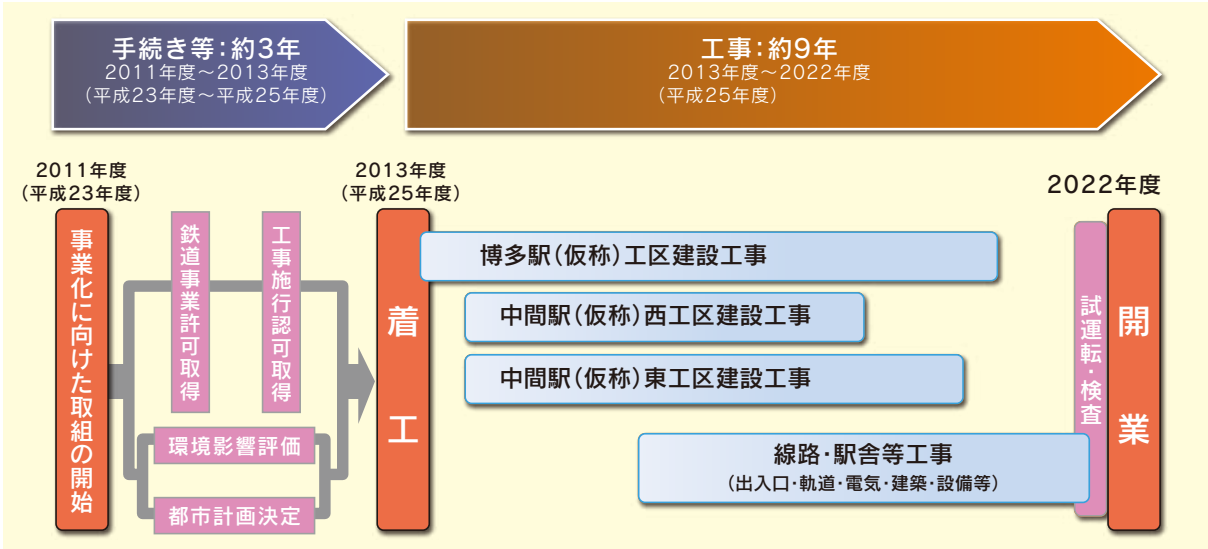 手続き等：約3年
2011年度～2013年度
（平成23年度～平成25年度）
工事：約9年
2013年度～2022年度
（平成25年度）
2011年度
（平成23年度）
2013年度
（平成25年度）
2022年度
事業化に向けた取組の開始
鉄道事業許可取得
工事施行認可取得
環境影響評価
都市計画決定
着工
博多駅（仮称）工区建設工事
中間駅（仮称）西工区建設工事
中間駅（仮称）東工区建設工事
線路・駅舎等工事
（出入口・軌道・電気・建築・設備等）
試運転・検査
開業